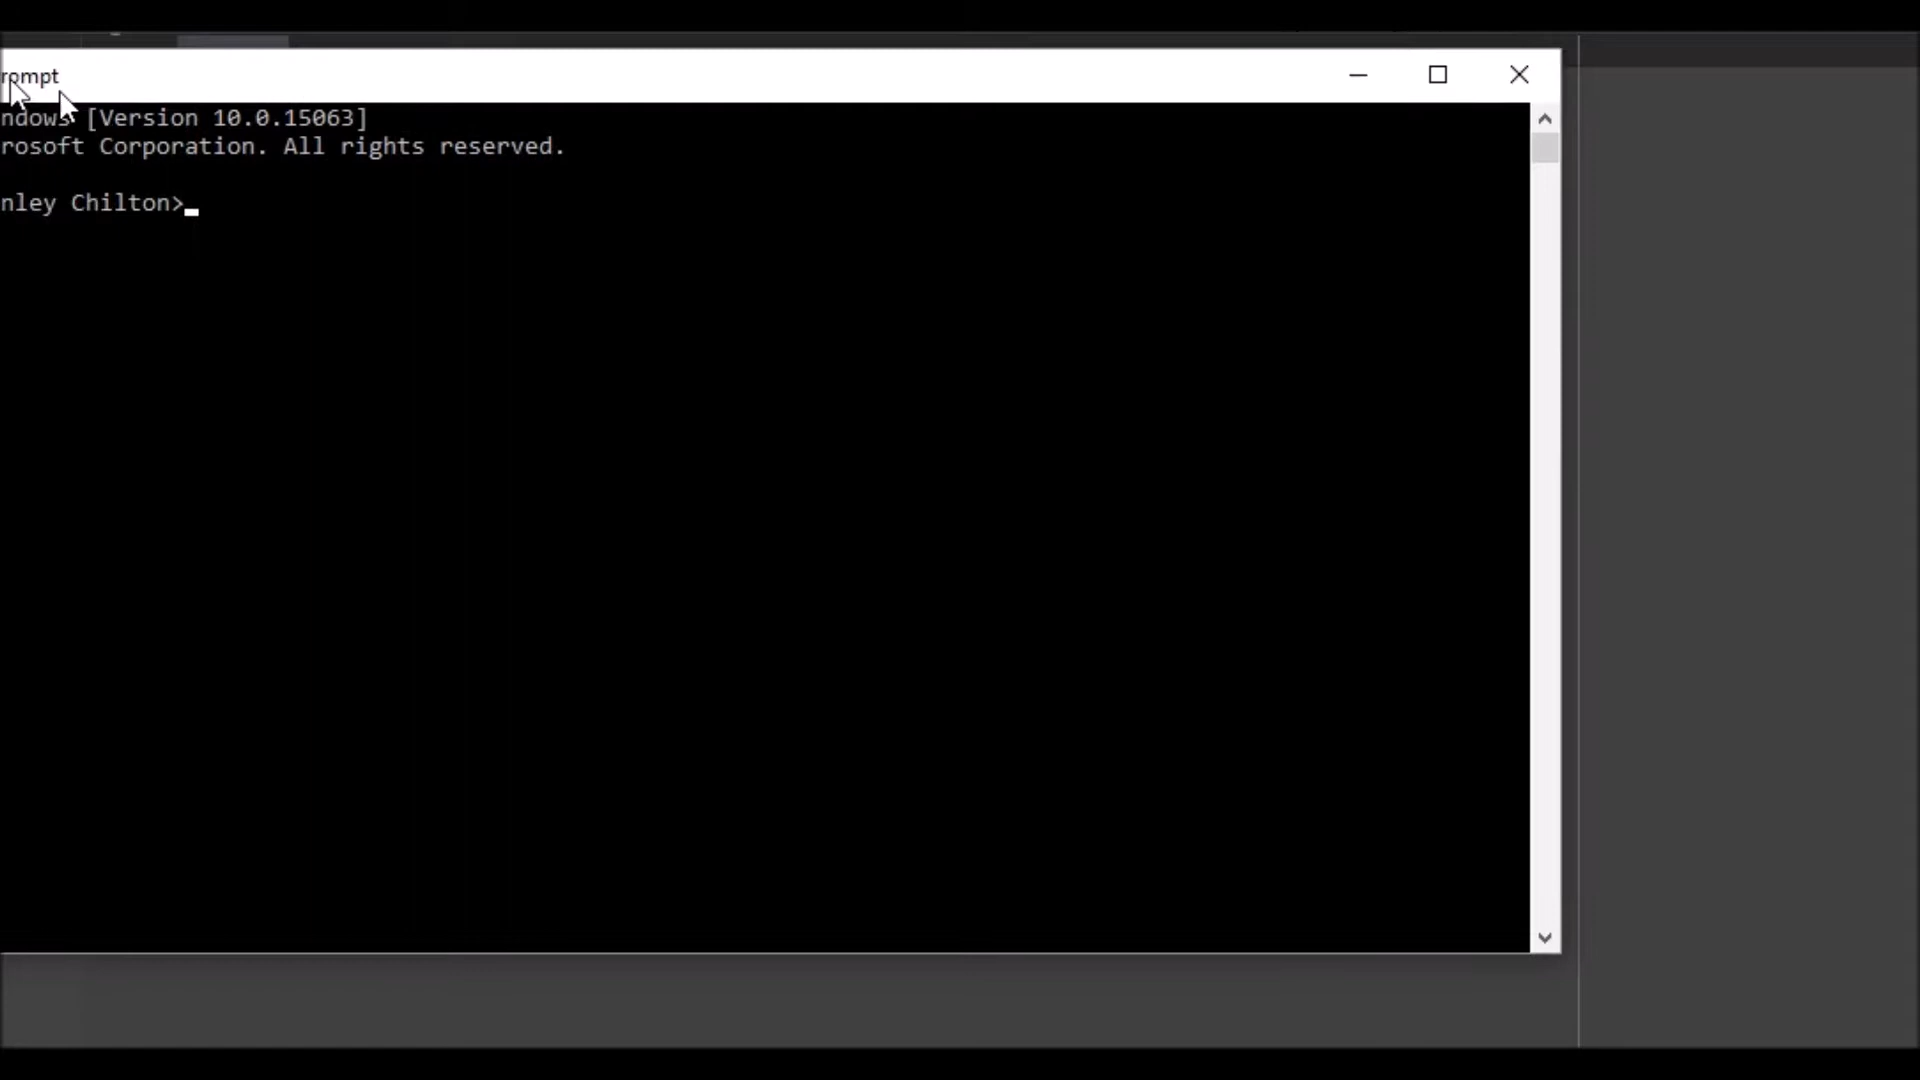 rompt
ndows [Version 10.0.15063]
rosoft Corporation. All rights reserved.
nley Chilton>